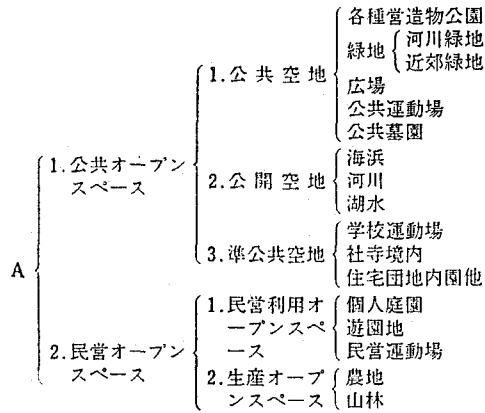 A
1.公共オープン
スペース
1.公共空地
各種営造物公園
緑地
河川緑地
近郊緑地
広場
公共運動場
公共墓園
2.公開空地
海浜
河川
湖水
3.準公共空地
学校運動場
社寺境内
住宅団地内園他
2.民営オープン
スペース
1.民営利用オ
ープンスペ
ース
個人庭園
遊園地
民営運動場
2.生産オープ
ンスペース
農地
山林